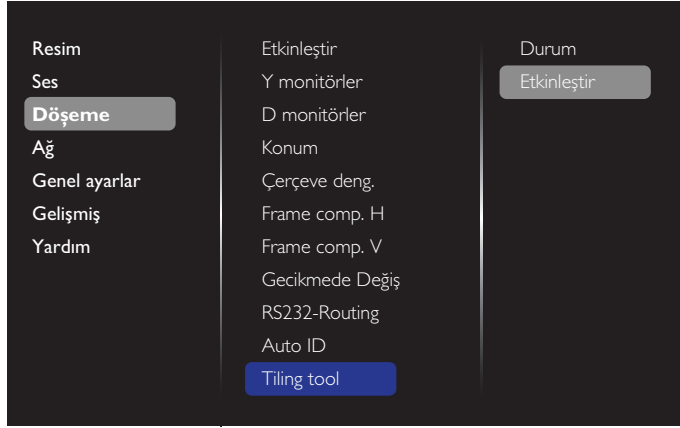 Resim
Ses
Döşeme
Ağ
Genel ayarlar
Gelişmiş
Yardım
Etkinleştir
Y monitörler
D monitörler
Konum
Çerçeve deng.
Frame comp. H
Frame comp. V
Gecikmede Değiş
RS232-Routing
Auto ID
Tiling tool
Durum
Etkinleştir